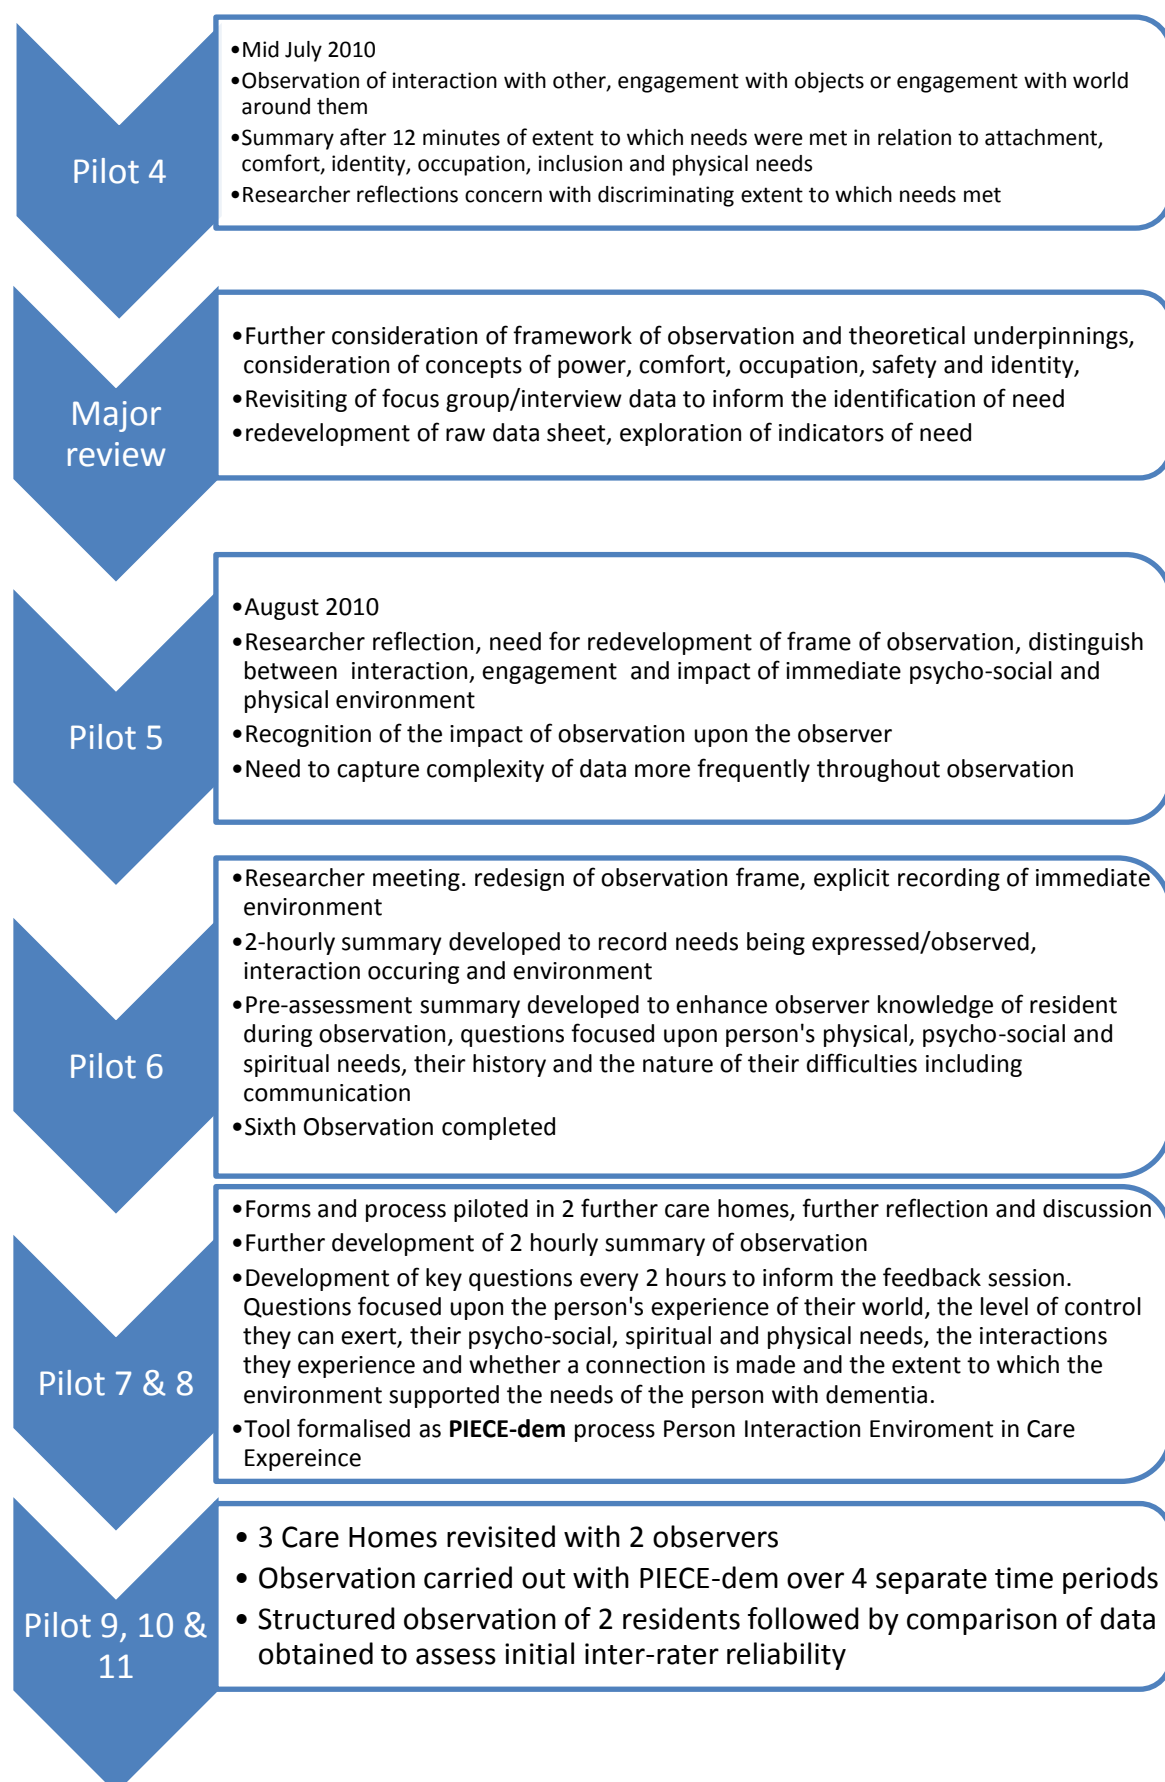 Pilot 4
•Mid July 2010
•Observation of interaction with other, engagement with objects or engagement with world
around them
•Summary after 12 minutes of extent to which needs were met in relation to attachment,
comfort, identity, occupation, inclusion and physical needs
•Researcher reflections concern with discriminating extent to which needs met
Major
review
•Further consideration of framework of observation and theoretical underpinnings,
consideration of concepts of power, comfort, occupation, safety and identity,
•Revisiting of focus group/interview data to inform the identification of need
•redevelopment of raw data sheet, exploration of indicators of need
Pilot 5
•August 2010
•Researcher reflection, need for redevelopment of frame of observation, distinguish
between interaction, engagement and impact of immediate psycho-social and
physical environment
•Recognition of the impact of observation upon the observer
•Need to capture complexity of data more frequently throughout observation
Pilot 6
•Researcher meeting. redesign of observation frame, explicit recording of immediate
environment
•2-hourly summary developed to record needs being expressed/observed,
interaction occuring and environment
•Pre-assessment summary developed to enhance observer knowledge of resident
during observation, questions focused upon person's physical, psycho-social and
spiritual needs, their history and the nature of their difficulties including
communication
•Sixth Observation completed
Pilot 7 & 8
•Forms and process piloted in 2 further care homes, further reflection and discussion
•Further development of 2 hourly summary of observation
•Development of key questions every 2 hours to inform the feedback session.
Questions focused upon the person's experience of their world, the level of control
they can exert, their psycho-social, spiritual and physical needs, the interactions
they experience and whether a connection is made and the extent to which the
environment supported the needs of the person with dementia.
•Tool formalised as PIECE-dem process Person Interaction Enviroment in Care
Expereince
Pilot 9, 10 &
11
• 3 Care Homes revisited with 2 observers
• Observation carried out with PIECE-dem over 4 separate time periods
• Structured observation of 2 residents followed by comparison of data
obtained to assess initial inter-rater reliability